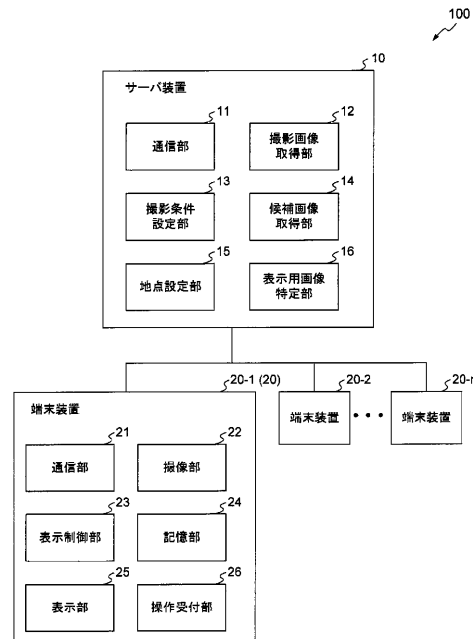 100
10
サーバ装置
11
通信部
12
撮影画像
取得部
13
撮影条件
設定部
14
候補画像
取得部
15
地点設定部
16
表示用画像
特定部
20-1 (20)
端末装置
20-2
端末装置
20-n
端末装置
21
通信部
22
撮像部
23
表示制御部
24
記憶部
25
表示部
26
操作受付部